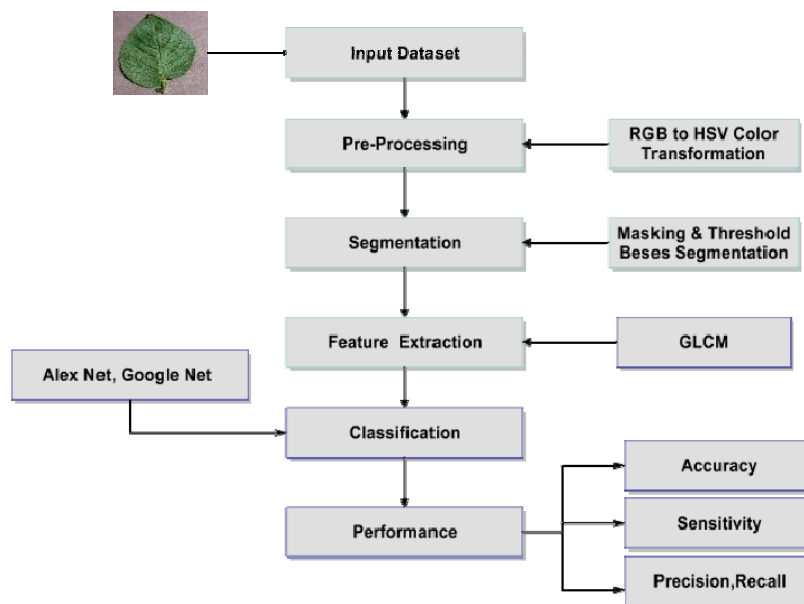 Input Dataset
Pre-Processing
RGB to HSV Color
Transformation
Segmentation
Masking & Threshold
Beses Segmentation
Feature Extraction
GLCM
Alex Net, Google Net
Classification
Accuracy
Performance
Sensitivity
Precision,Recall